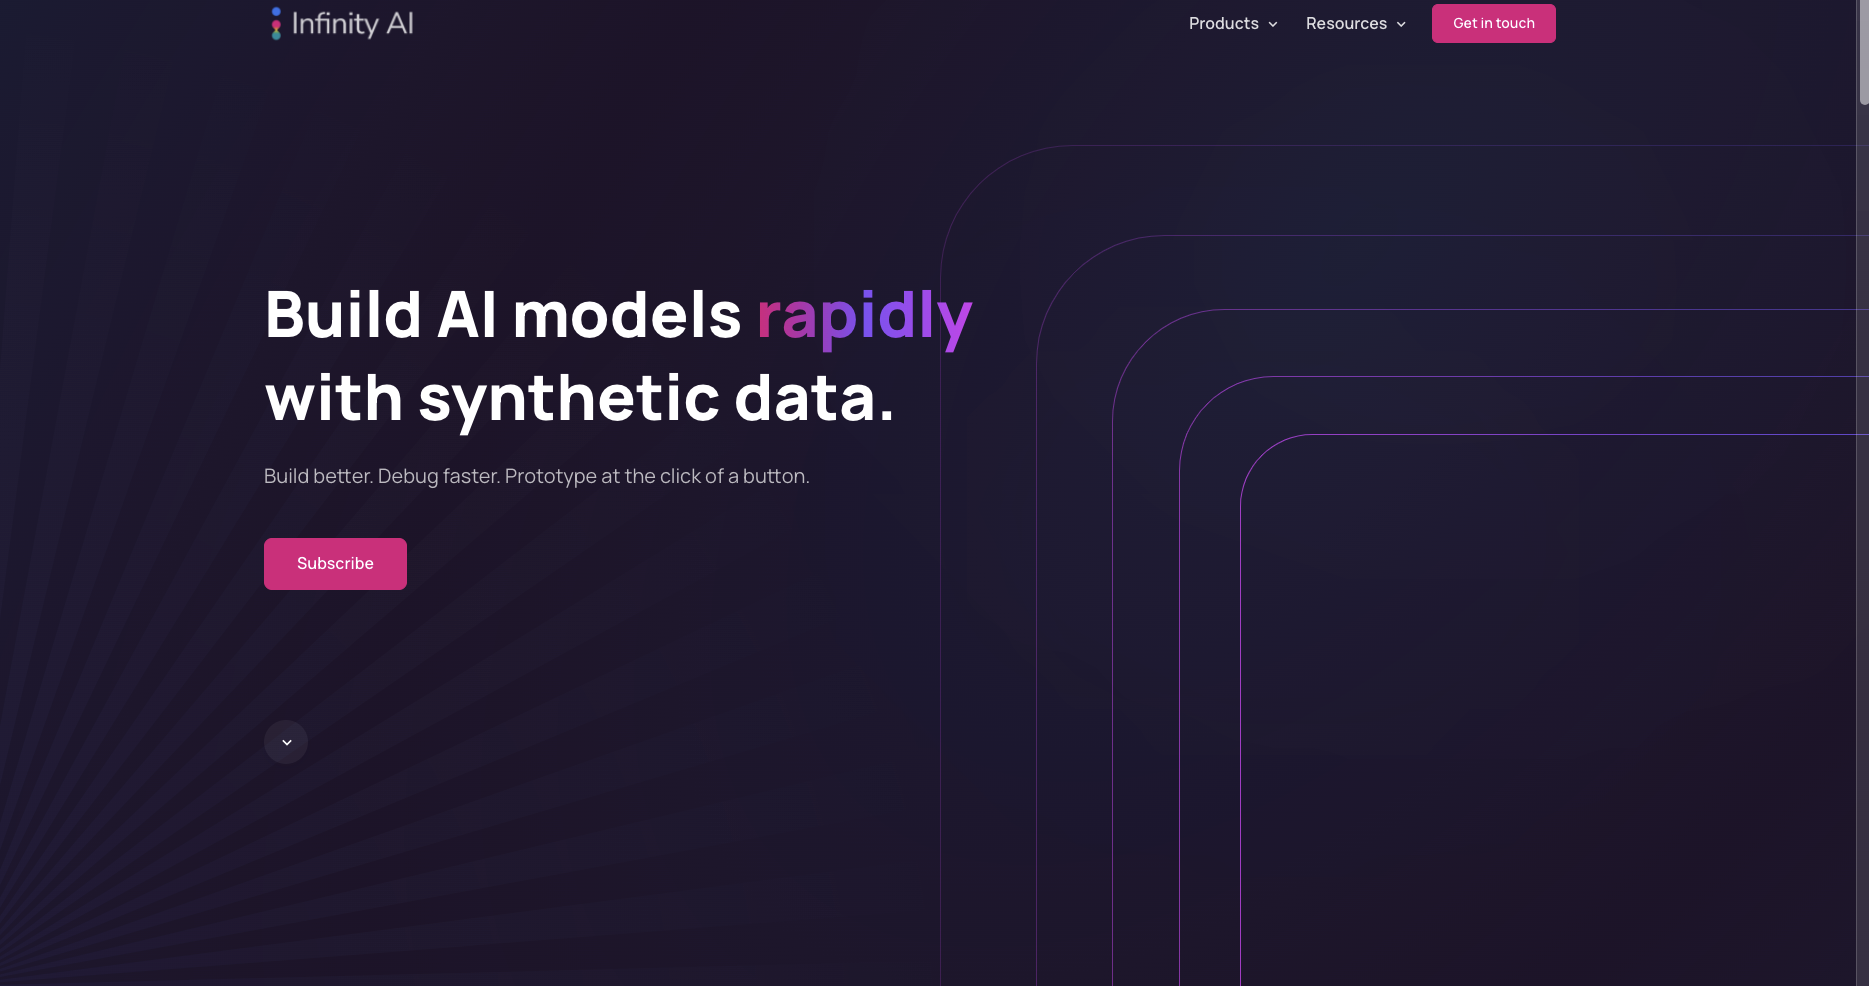 Infinity AI
Products
Resources
Get in touch
Build AI models rapidly
with synthetic data.
Build better. Debug faster. Prototype at the click of a button.
Subscribe